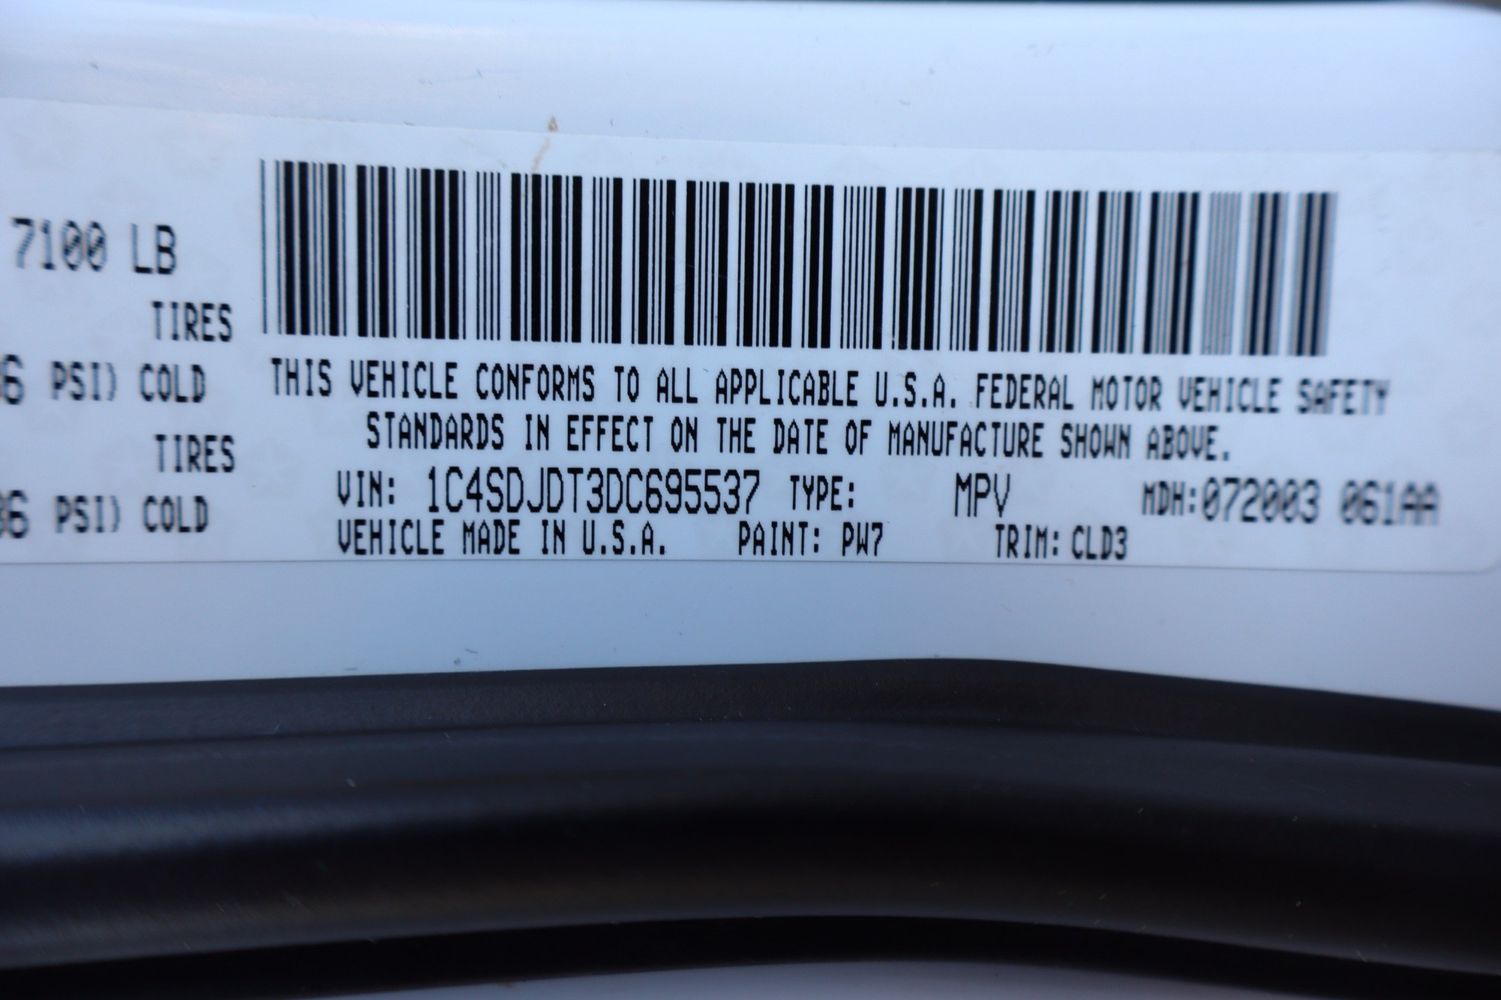 7100 LB
TIRES
6 PSI) COLD
TIRES
36 PSI) COLD
THIS VEHICLE CONFORMS TO ALL APPLICABLE U.S.A. FEDERAL MOTOR VEHICLE SAFETY
STANDARDS IN EFFECT ON THE DATE OF MANUFACTURE SHOWN ABOVE.
VIN: 1C4SDJDT3DC695537 TYPE: MPV MDH:072003 061AA
VEHICLE MADE IN U.S.A. PAINT: PW7 TRIM: CLD3